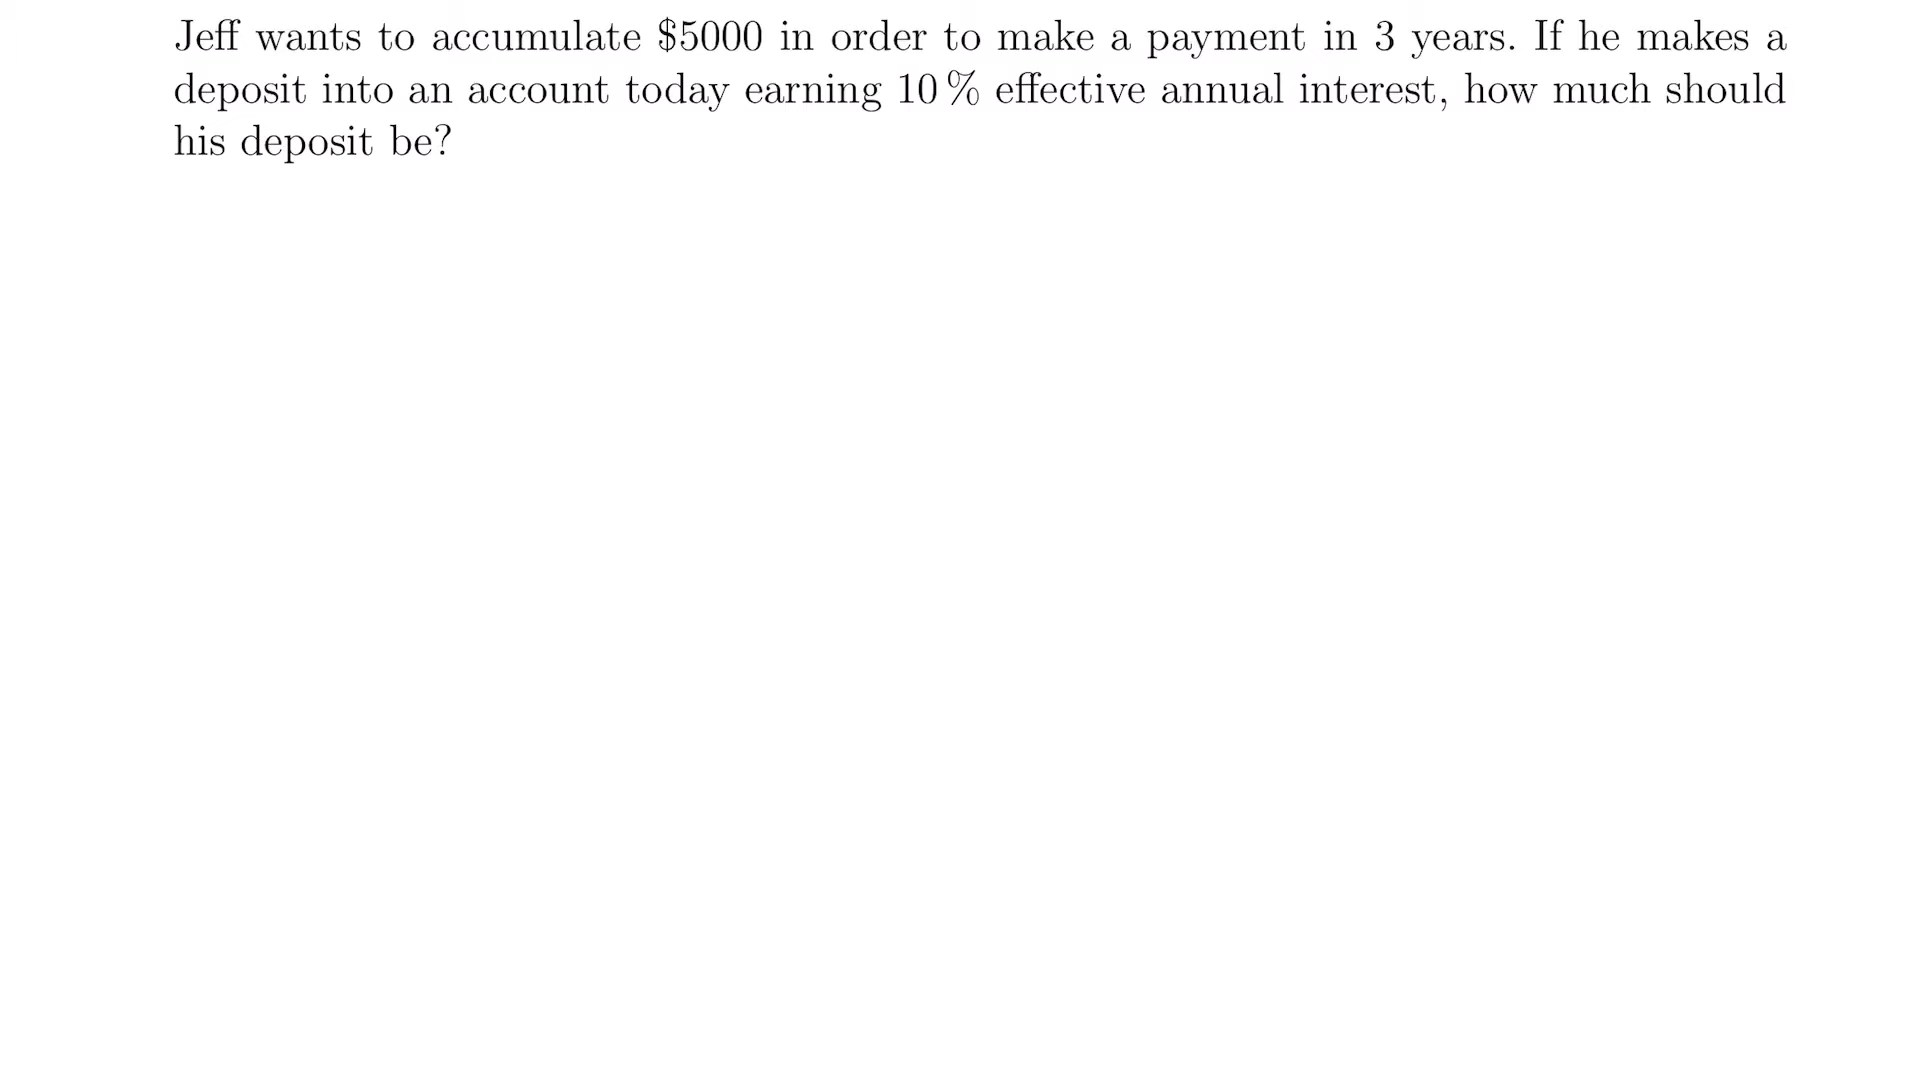 Jeff wants to accumulate $5000 in order to make a payment in 3 years. If he makes a
deposit into an account today earning 10 % effective annual interest, how much should
his deposit be?